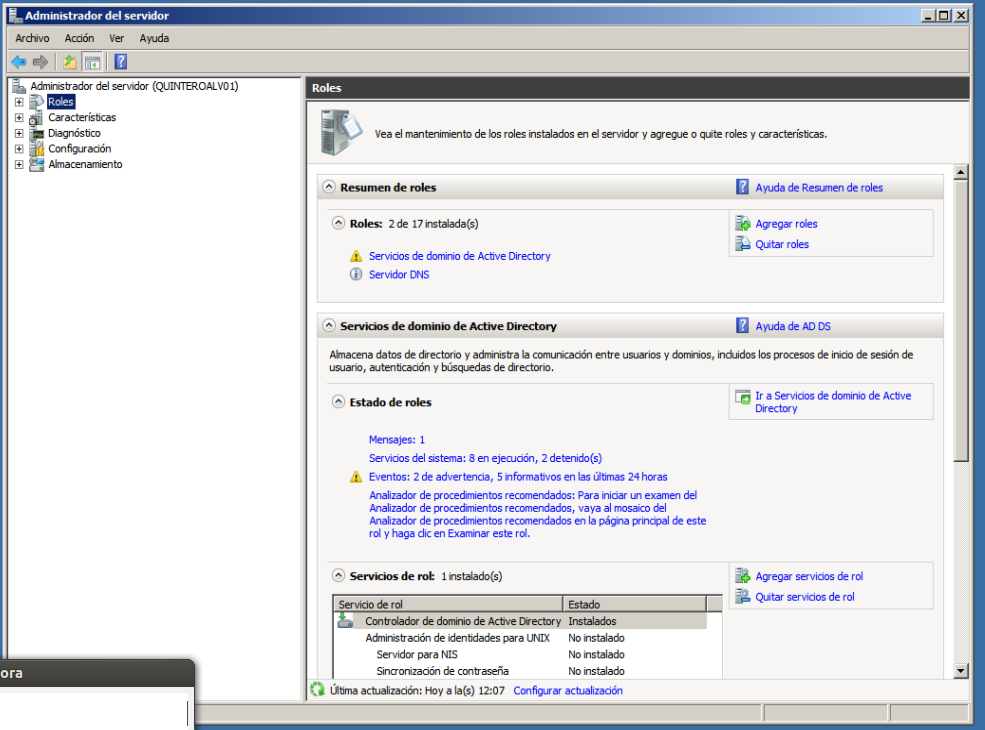 Administrador del servidor
Archivo Acción Ver Ayuda
Administrador del servidor (QUINTEROALV01)
Roles
Características
Diagnóstico
Configuración
Almacenamiento
Roles
Vea el mantenimiento de los roles instalados en el servidor y agregue o quite roles y características.
Resumen de roles
Ayuda de Resumen de roles
Roles: 2 de 17 instalada(s)
Agregar roles
Quitar roles
Servicios de dominio de Active Directory
Servidor DNS
Servicios de dominio de Active Directory
Ayuda de AD DS
Almacena datos de directorio y administra la comunicación entre usuarios y dominios, incluidos los procesos de inicio de sesión de
usuario, autenticación y búsquedas de directorio.
Estado de roles
Ir a Servicios de dominio de Active
Directory
Mensajes: 1
Servicios del sistema: 8 en ejecución, 2 detenido(s)
Eventos: 2 de advertencia, 5 informativos en las últimas 24 horas
Analizador de procedimientos recomendados: Para iniciar un examen del
Analizador de procedimientos recomendados, vaya al mosaico del
Analizador de procedimientos recomendados en la página principal de este
rol y haga clic en Examinar este rol.
Servicios de rol: 1 instalado(s)
Agregar servicios de rol
Quitar servicios de rol
Servicio de rol Estado
Controlador de dominio de Active Directory Instalados
Administración de identidades para UNIX No instalado
Servidor para NIS No instalado
Sincronización de contraseña No instalado
Última actualización: Hoy a la(s) 12:07 Configurar actualización
ora